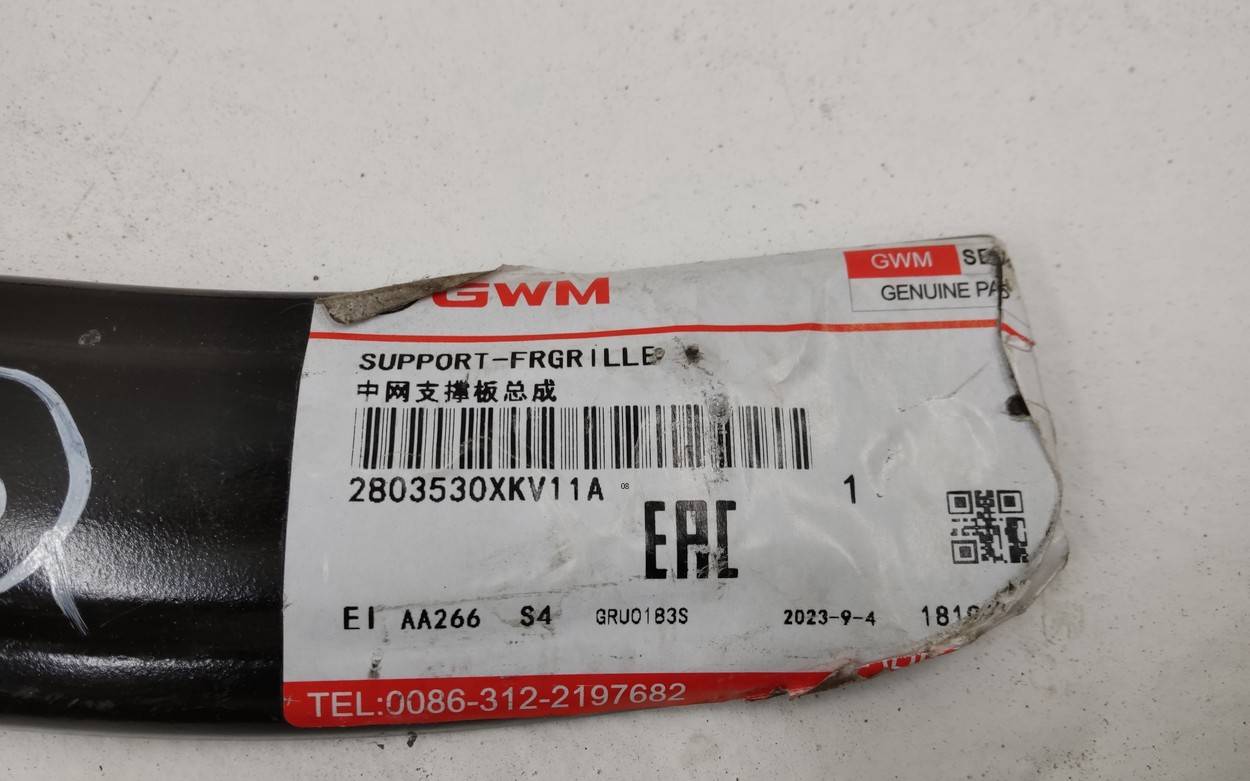 GWM
GWM
GENUINE
SUPPORT-FRGRILLE
中网支撑板总成
2803530XKV11A 08 1
EAC
EI AA266 S4 GRU0183S 2023-9-4
TEL:0086-312-2197682